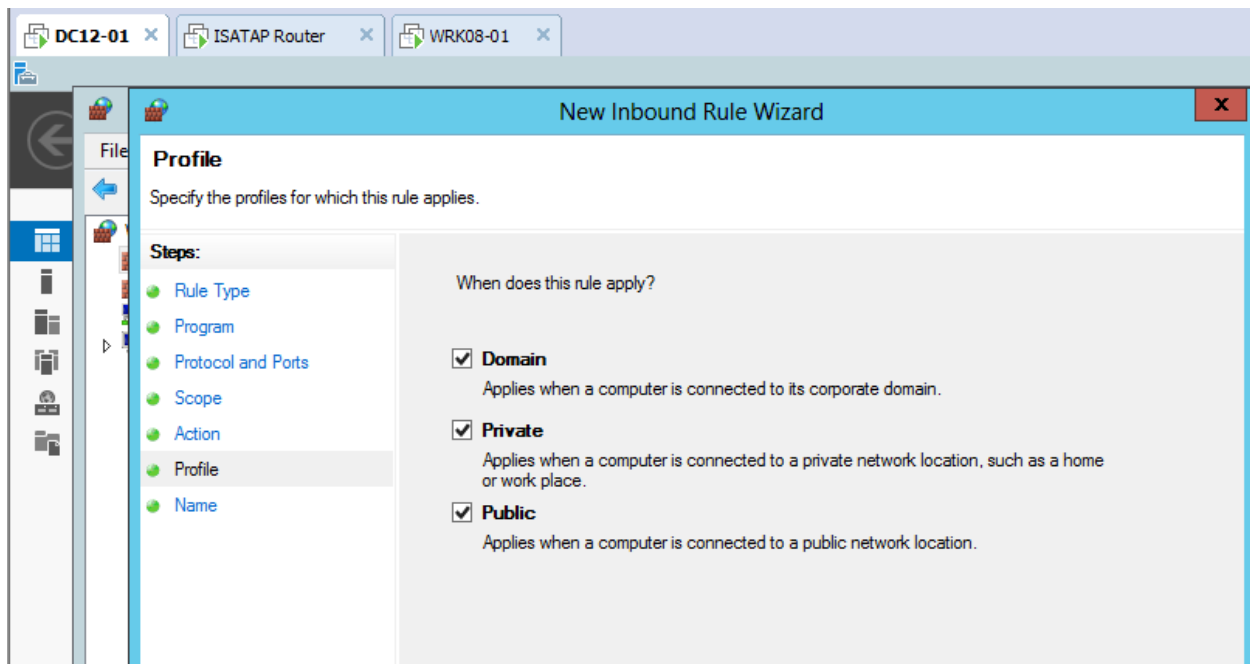 DC12-01
ISATAP Router
WRK08-01
New Inbound Rule Wizard
x
File
Profile
Specify the profiles for which this rule applies.
Steps:
Rule Type
Program
Protocol and Ports
Scope
Action
Profile
Name
When does this rule apply?
Domain
Applies when a computer is connected to its corporate domain.
Private
Applies when a computer is connected to a private network location, such as a home
or work place.
Public
Applies when a computer is connected to a public network location.